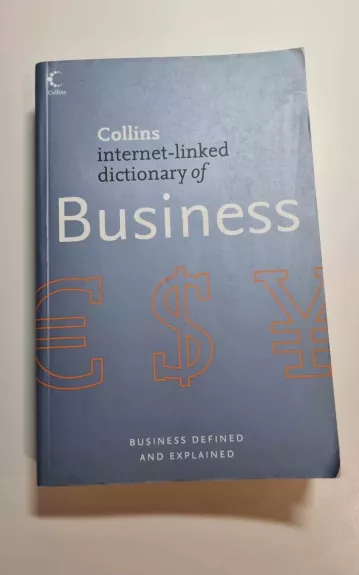 Collins
Collins
internet-linked
dictionary of
Business
€ $ ¥
BUSINESS DEFINED
AND EXPLAINED